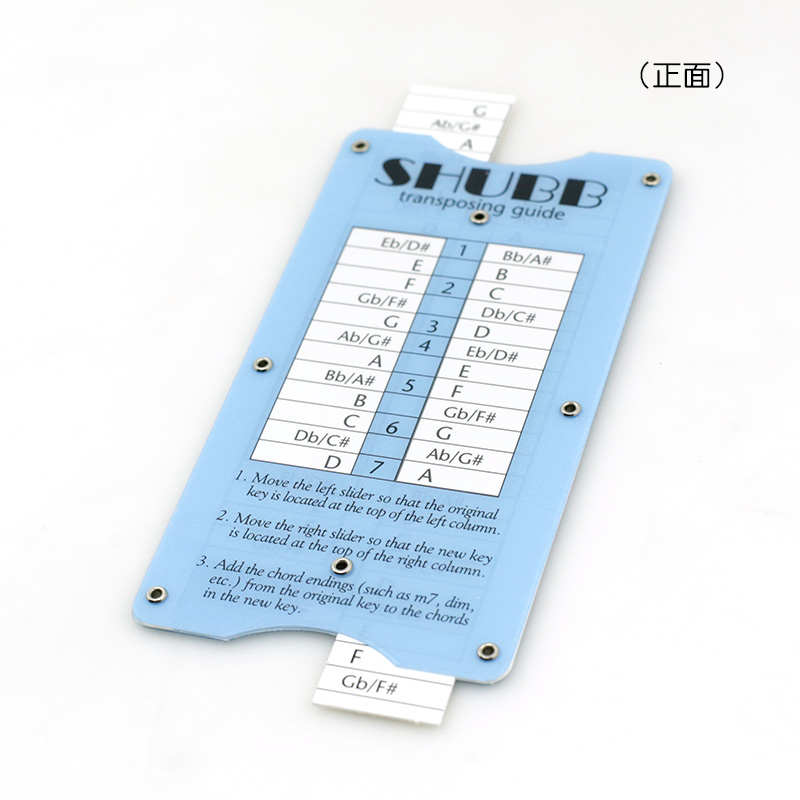 （正面）
G
Ab/G#
A
SHUBB
transposing guide
Eb/D# 1 Bb/A#
E B
F 2 C
Gb/F# Db/C#
G 3 D
Ab/G# 4 Eb/D#
A E
Bb/A# 5 F
B Gb/F#
C 6 G
Db/C# Ab/G#
D 7 A
1. Move the left slider so that the original
key is located at the top of the left column.
2. Move the right slider so that the new key
is located at the top of the right column.
3. Add the chord endings (such as m7, dim,
etc.) from the original key to the chords
in the new key.
F
Gb/F#